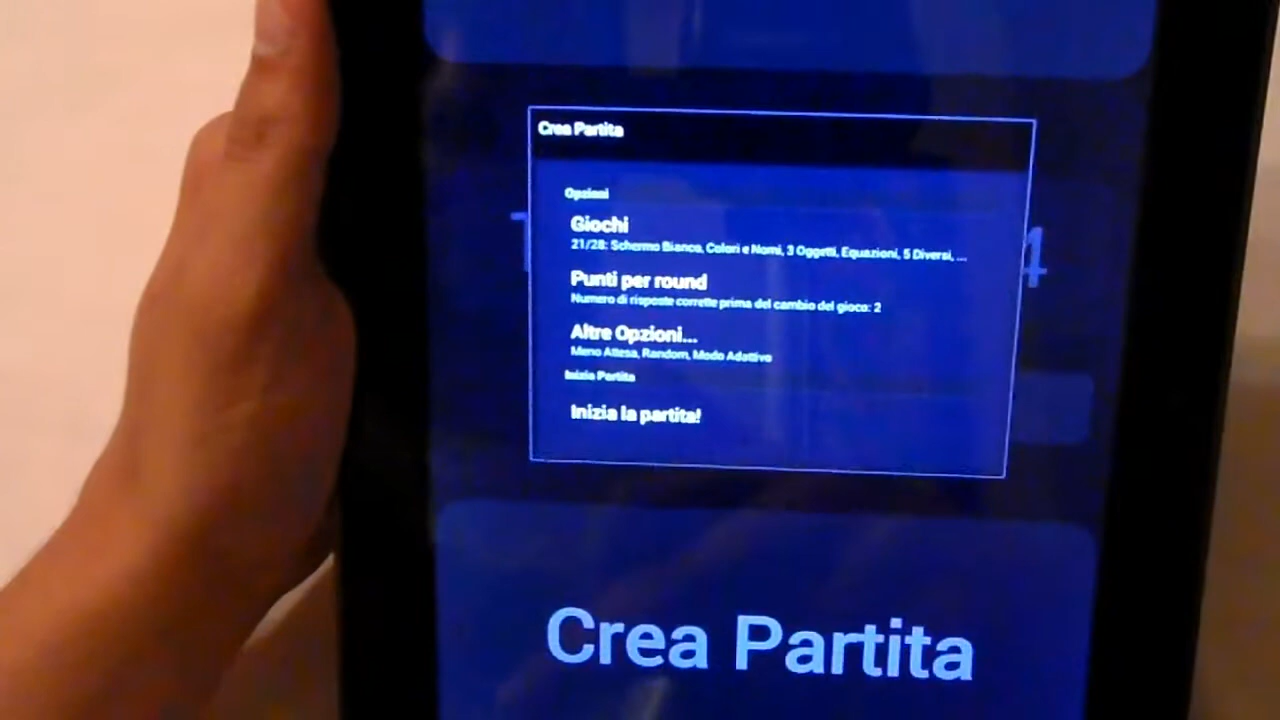 Crea Partita
Opzioni
Giochi
21/28: Schermo Bianco, Colori e Nomi, 3 Oggetti, Equazioni, 5 Diversi, ...
Punti per round
Numero di risposte corrette prima del cambio del gioco: 2
Altre Opzioni...
Meno Attesa, Random, Modo Adattivo
Inizia Partita
Inizia la partita!
4
Crea Partita